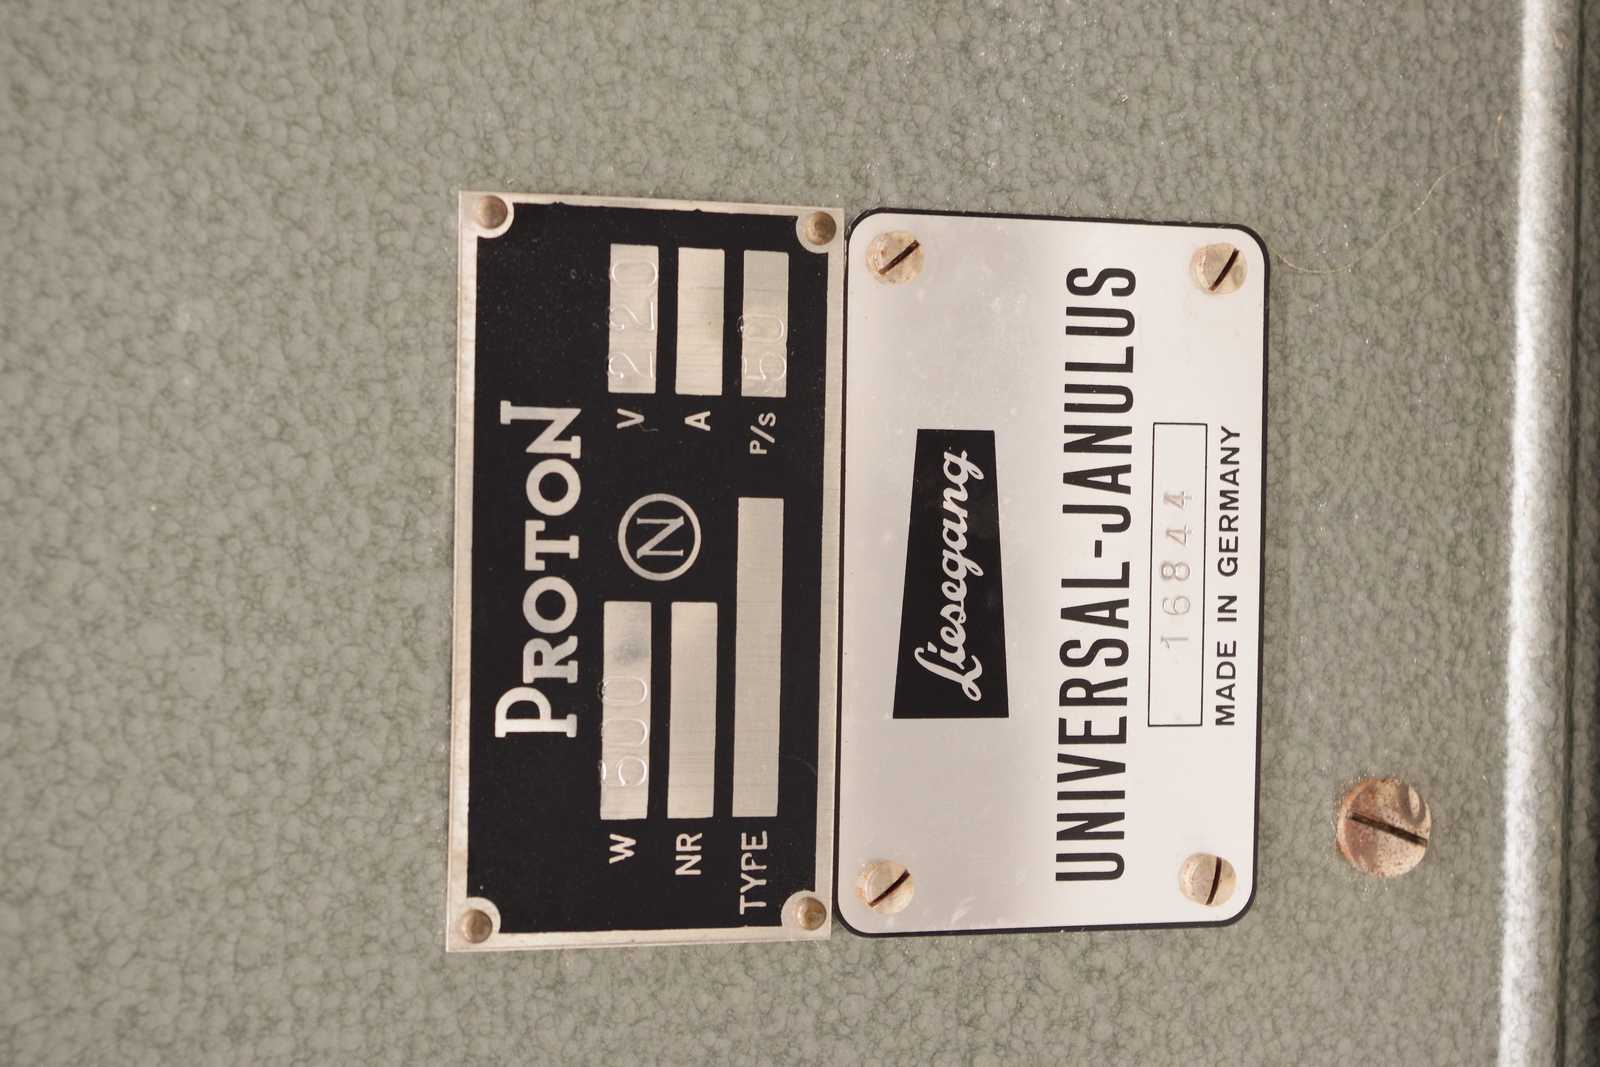 PROTON
W 500 N V 220
NR A
TYPE P/s 50
Liesegang
UNIVERSAL-JANULUS
16844
MADE IN GERMANY